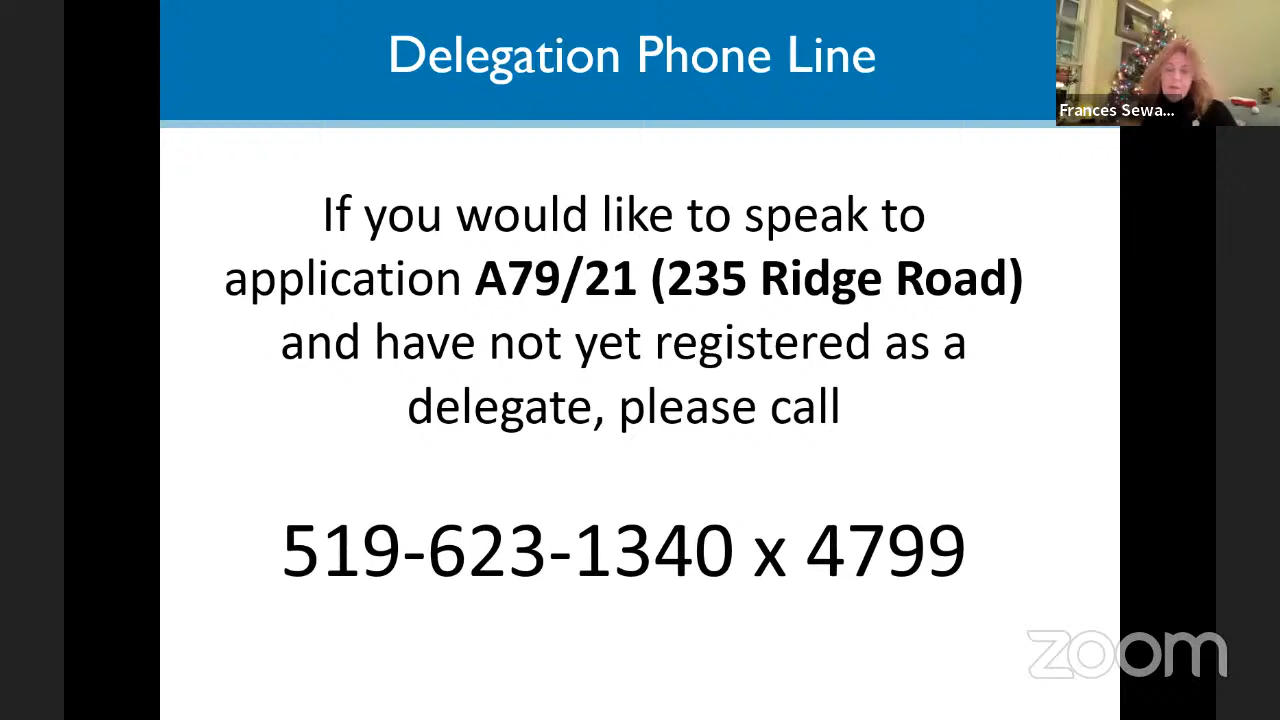 Delegation Phone Line
Frances Sewa...
If you would like to speak to
application A79/21 (235 Ridge Road)
and have not yet registered as a
delegate, please call
519-623-1340 x 4799
zoom